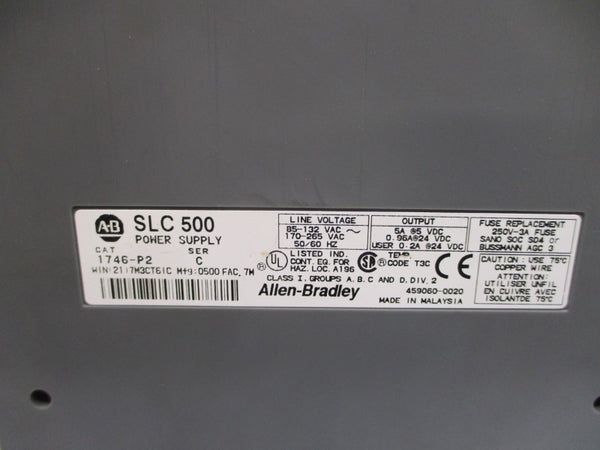 A-B SLC 500
POWER SUPPLY
CAT SER
1746-P2 C
FAC. 7M
LINE VOLTAGE
85-132 VAC ~
170-265 VAC
50/60 HZ
OUTPUT
5A @5 VDC
0.96A@24 VDC
USER 0.2A @24 VDC
FUSE REPLACEMENT
250V-3A FUSE
SANO SOC SD4 or
BUSSMANN AGC 3
UL LISTED IND.
CONT. EQ. FOR
HAZ. LOC. A196
TEMP.
CODE T3C
CE
CLASS I, GROUPS A, B, C AND D, DIV. 2
CAUTION: USE 75°C
COPPER WIRE
ATTENTION:
UTILISER UNFIL
EN CUIVRE AVEC
ISOLANTDE 75°C
Allen-Bradley
459060-0020
MADE IN MALAYSIA